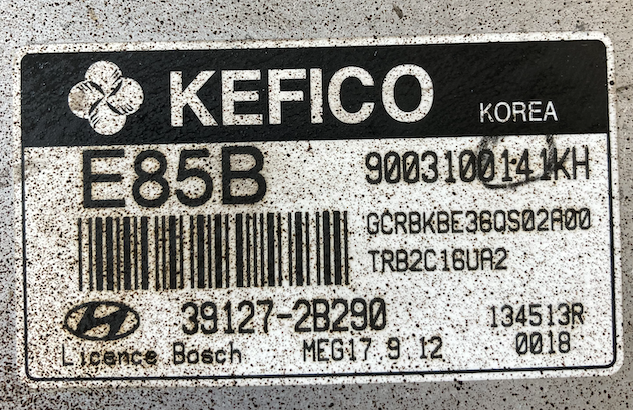 KEFICO KOREA
E85B 9003100141KH
GCRBKBE36QS02A00
TRB2C16UA2
39127-2B290 134513R
Licence Bosch MEG17 9 12 0018